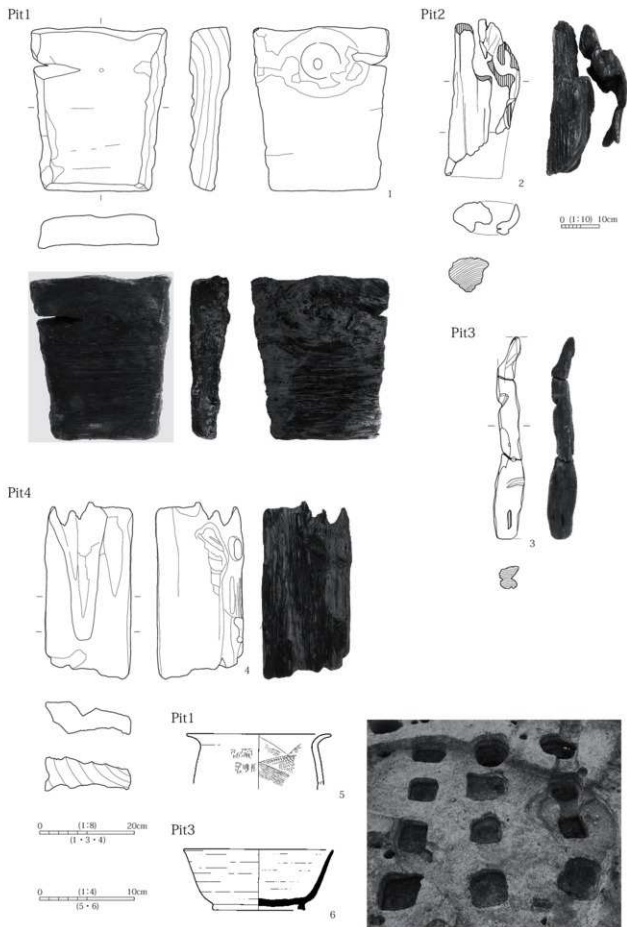 Pit1
Pit2
1
2
0 (1:10) 10cm
Pit3
3
Pit4
4
Pit1
5
Pit3
6
0 (1:8) 20cm
(1・3・4)
0 (1:4) 10cm
(5・6)